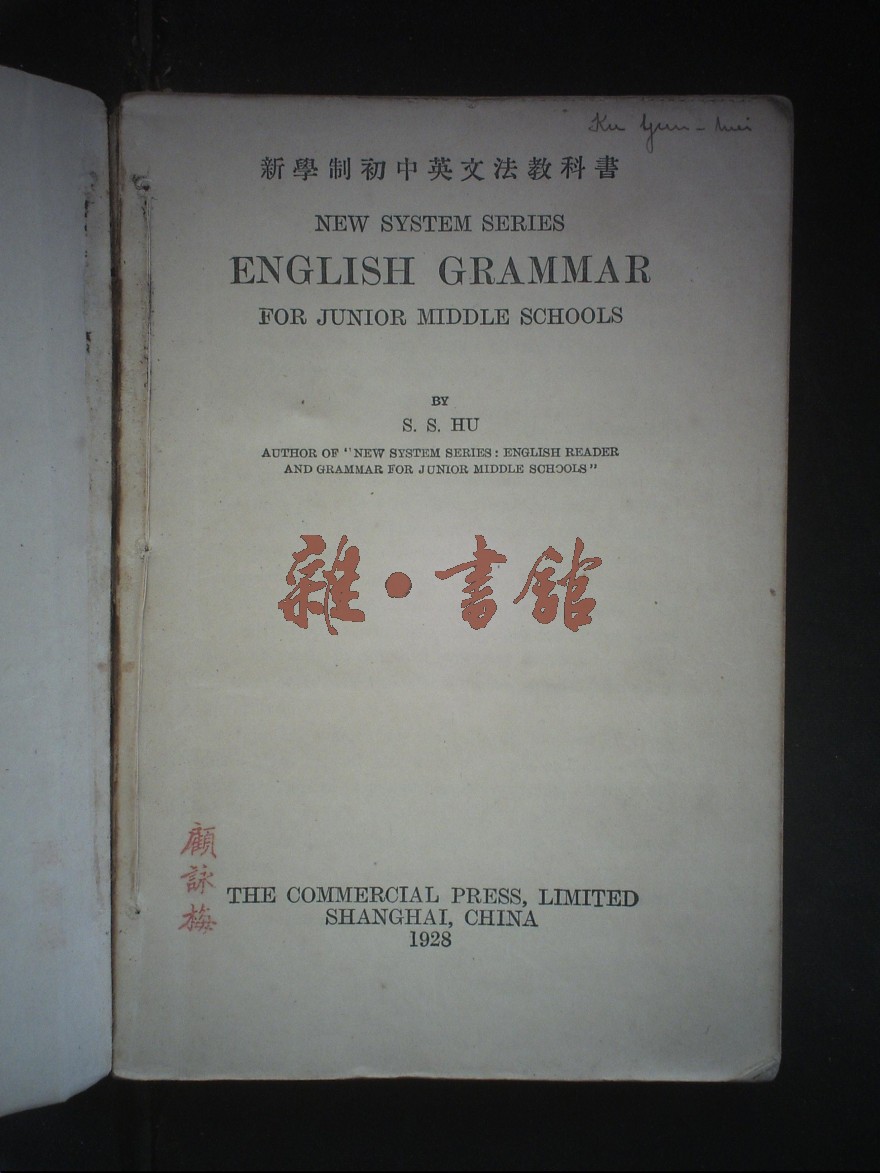 Ku Yun-mei
新學制初中英文法教科書
NEW SYSTEM SERIES
ENGLISH GRAMMAR
FOR JUNIOR MIDDLE SCHOOLS
BY
S. S. HU
AUTHOR OF "NEW SYSTEM SERIES: ENGLISH READER
AND GRAMMAR FOR JUNIOR MIDDLE SCHOOLS"
雜·書館
顧詠梅
THE COMMERCIAL PRESS, LIMITED
SHANGHAI, CHINA
1928